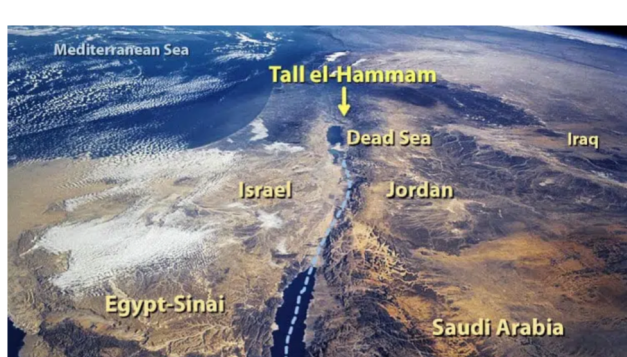 Mediterranean Sea
Tall el-Hammam
Dead Sea
Iraq
Israel
Jordan
Egypt-Sinai
Saudi Arabia